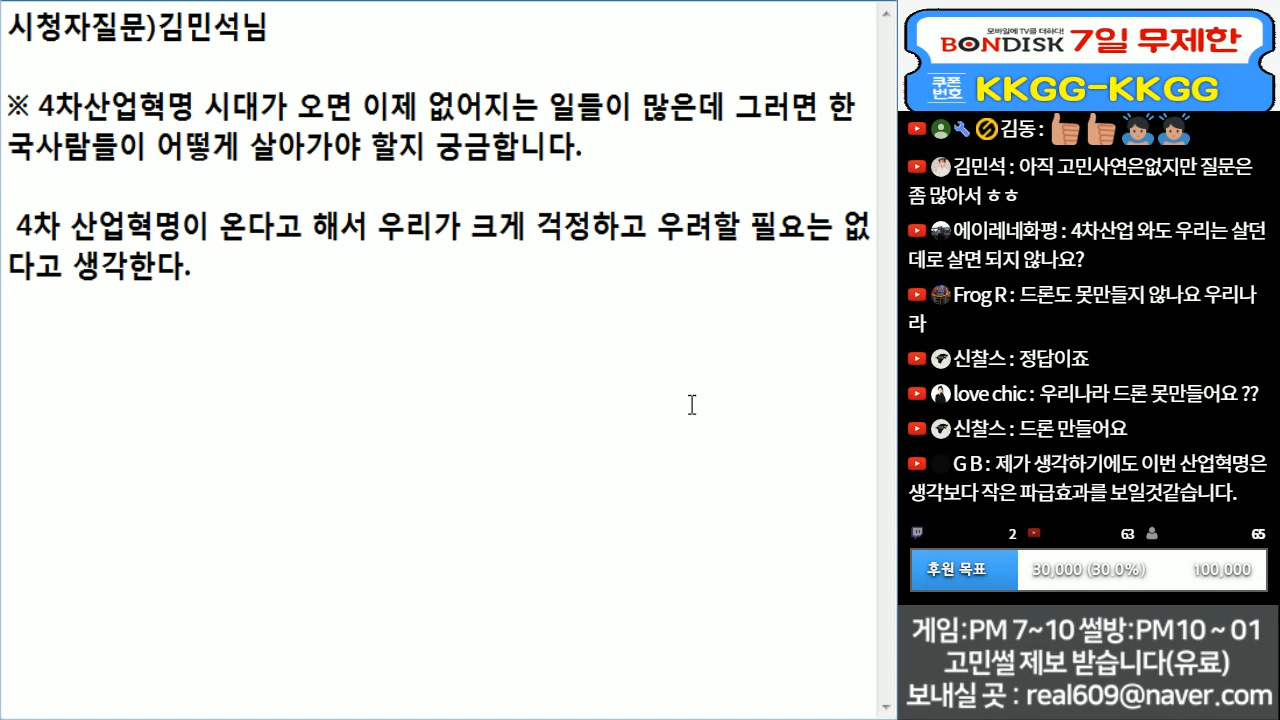 시청자질문)김민석님
※ 4차산업혁명 시대가 오면 이제 없어지는 일들이 많은데 그러면 한
국사람들이 어떻게 살아가야 할지 궁금합니다.
4차 산업혁명이 온다고 해서 우리가 크게 걱정하고 우려할 필요는 없
다고 생각한다.
모바일에 TV를 더하다!
BONDISK 7일 무제한
쿠폰
번호
KKGG-KKGG
김동 :
김민석 : 아직 고민사연은없지만 질문은
좀 많아서 ㅎㅎ
에이레네화평 : 4차산업 와도 우리는 살던
데로 살면 되지 않나요?
Frog R : 드론도 못만들지 않나요 우리나
라
신찰스 : 정답이죠
love chic : 우리나라 드론 못만들어요 ??
신찰스 : 드론 만들어요
G B : 제가 생각하기에도 이번 산업혁명은
생각보다 작은 파급효과를 보일것같습니다.
2 63 65
후원 목표 30,000 (30.0%) 100,000
게임:PM 7~10 썰방:PM10 ~ 01
고민썰 제보 받습니다(유료)
보내실 곳 : real609@naver.com